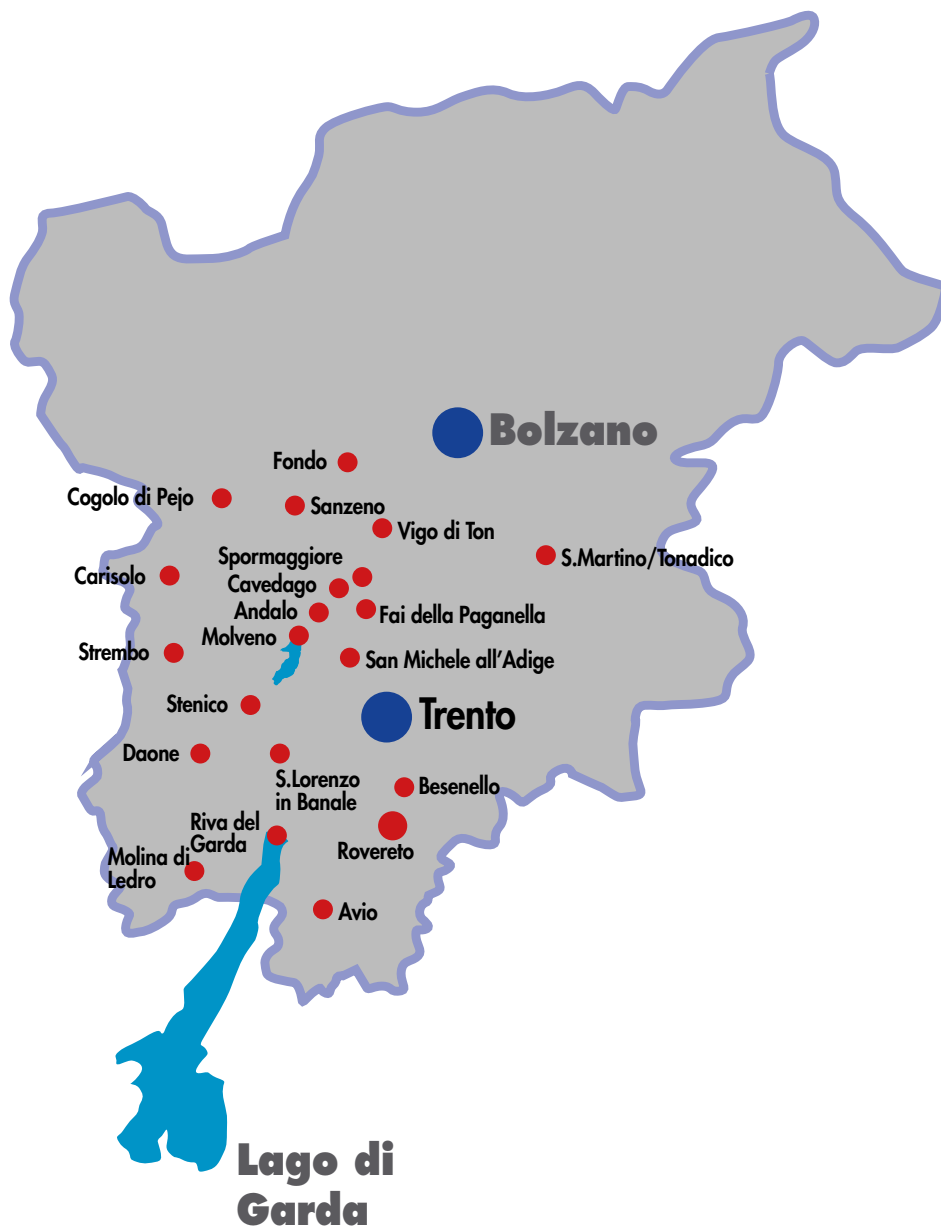 Bolzano
Fondo
Cogolo di Pejo
Sanzeno
Vigo di Ton
Spormaggiore
S.Martino/Tonadico
Carisolo
Cavedago
Andalo
Fai della Paganella
Molveno
Strembo
San Michele all'Adige
Stenico
Trento
Daone
S.Lorenzo
in Banale
Besenello
Riva del
Garda
Rovereto
Molina di
Ledro
Avio
Lago di
Garda